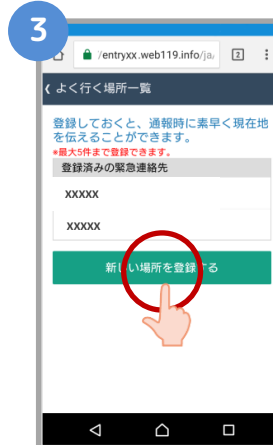 3
/entryxx.web119.info/ja/
2
よく行く場所一覧
登録しておくと、通報時に素早く現在地
を伝えることができます。
*最大5件まで登録できます。
登録済みの緊急連絡先
XXXXX
XXXXX
新しい場所を登録する